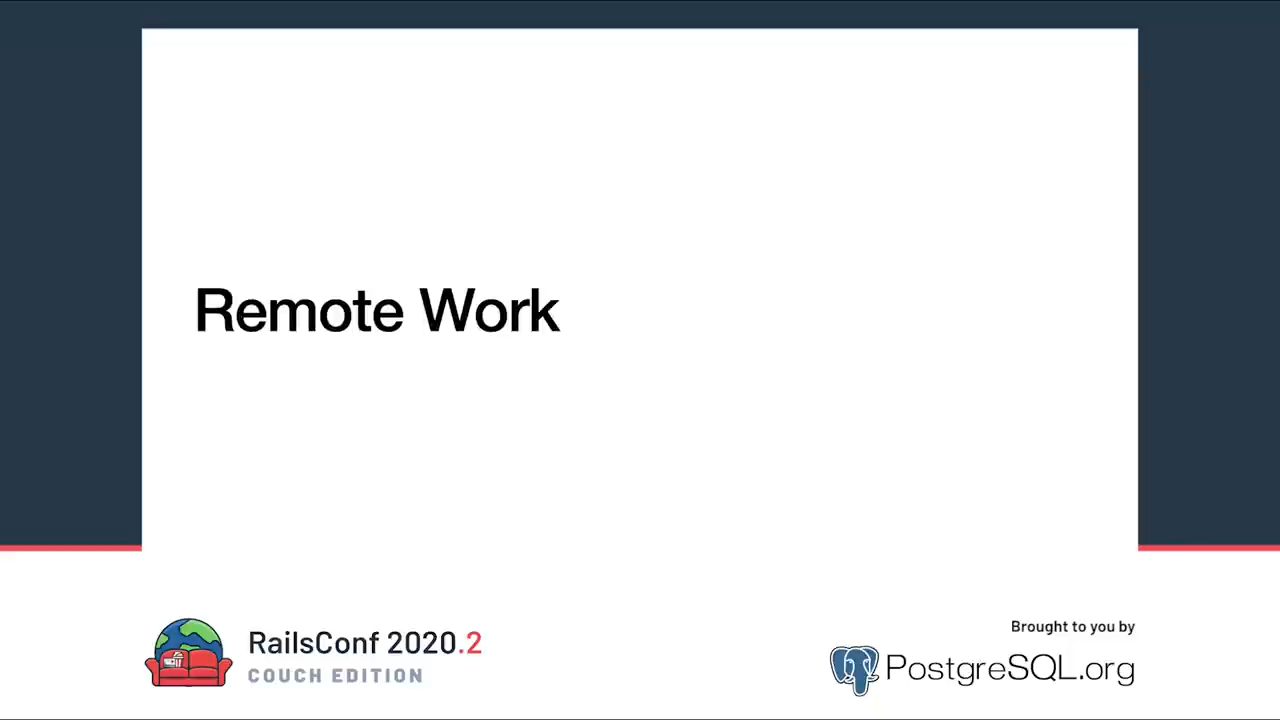 Remote Work
RailsConf 2020.2
COUCH EDITION
Brought to you by
PostgreSQL.org